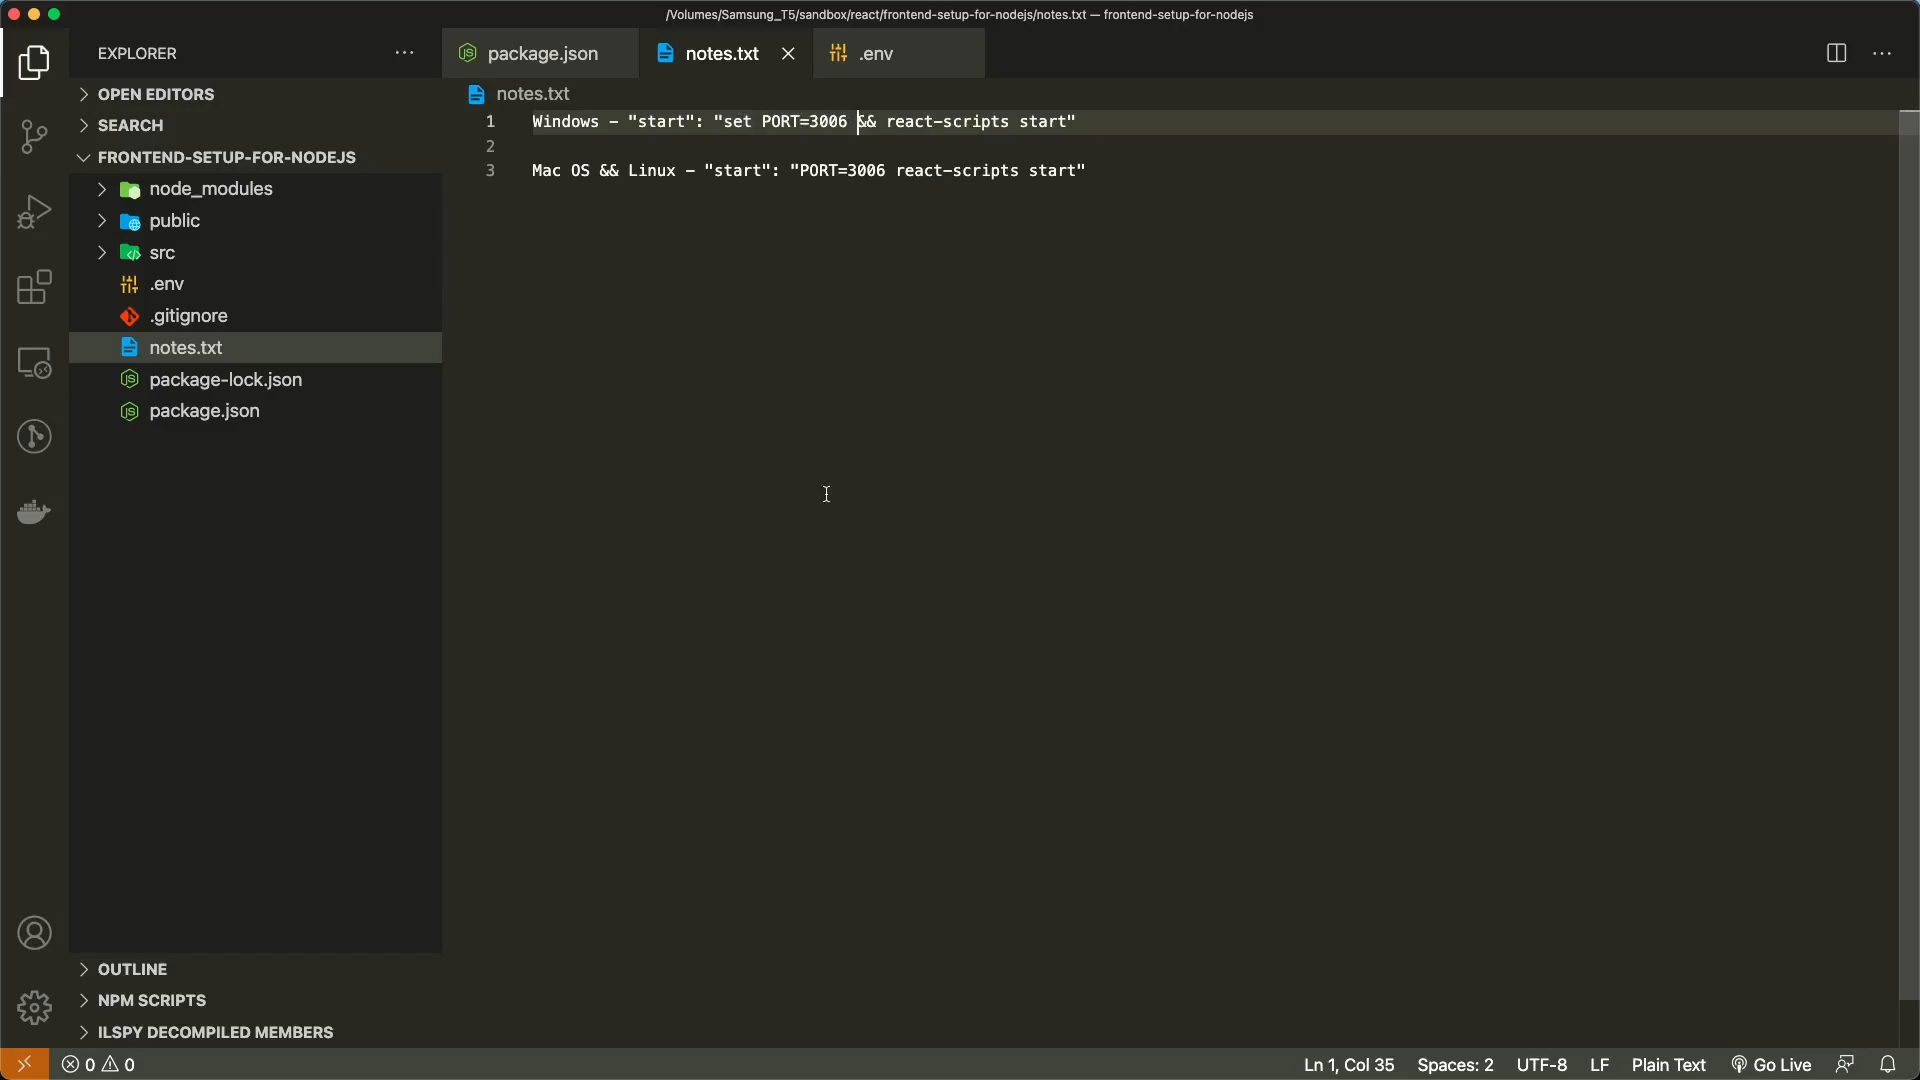 /Volumes/Samsung_T5/sandbox/react/frontend-setup-for-nodejs/notes.txt — frontend-setup-for-nodejs
EXPLORER
package.json
notes.txt
.env
OPEN EDITORS
notes.txt
SEARCH
1 Windows - "start": "set PORT=3006 && react-scripts start"
2
3 Mac OS && Linux - "start": "PORT=3006 react-scripts start"
FRONTEND-SETUP-FOR-NODEJS
node_modules
public
src
.env
.gitignore
notes.txt
package-lock.json
package.json
OUTLINE
NPM SCRIPTS
ILSPY DECOMPILED MEMBERS
0 0 Ln 1, Col 35 Spaces: 2 UTF-8 LF Plain Text Go Live